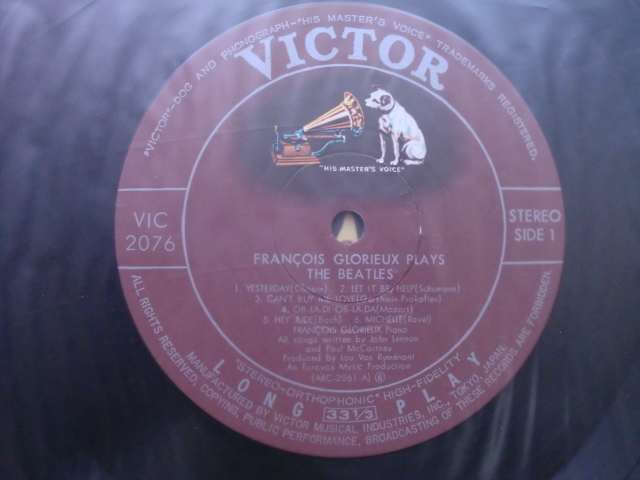 "VICTOR"-DOG AND PHONOGRAPH-"HIS MASTER'S VOICE" TRADEMARKS REGISTERED.
VICTOR
"HIS MASTER'S VOICE"
VIC
2076
STEREO
SIDE 1
FRANÇOIS GLORIEUX PLAYS
THE BEATLES
1. YESTERDAY(Chopin) 2. LET IT BE/HELP(Schumann)
3. CAN'T BUY ME LOVE(Gershwin-Prokofiev)
4. OB-LA-DI OB-LA-DA(Mozart)
5. HEY JUDE(Bach) 6. MICHELLE(Ravel)
FRANÇOIS GLORIEUX, Piano
All songs written by John Lennon
and Paul McCartney
Produced by Lou Van Rymenant
An Eurovox Music Production
(ARC-2061-A) ⑥
"STEREO-ORTHOPHONIC" HIGH-FIDELITY
LONG 33 1/3 PLAY
MANUFACTURED BY VICTOR MUSICAL INDUSTRIES, INC., TOKYO, JAPAN.
ALL RIGHTS RESERVED, COPYING, PUBLIC PERFORMANCE, BROADCASTING OF THESE RECORDS ARE FORBIDDEN.